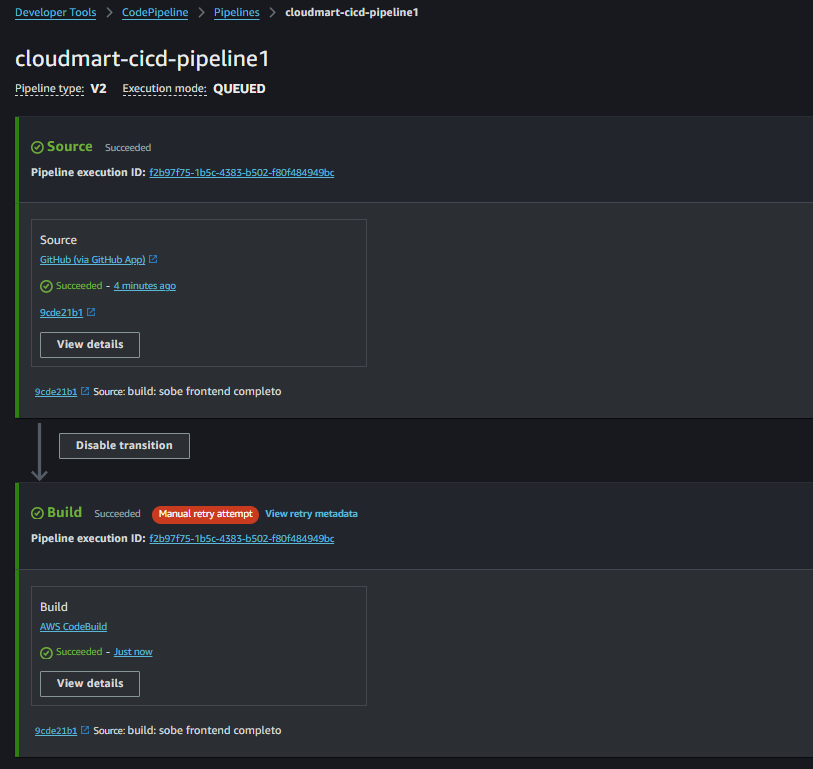 Developer Tools > CodePipeline > Pipelines > cloudmart-cicd-pipeline1
cloudmart-cicd-pipeline1
Pipeline type: V2 Execution mode: QUEUED
Source Succeeded
Pipeline execution ID: f2b97f75-1b5c-4383-b502-f80f484949bc
Source
GitHub (via GitHub App)
Succeeded - 4 minutes ago
9cde21b1
View details
9cde21b1 Source: build: sobe frontend completo
Disable transition
Build Succeeded Manual retry attempt View retry metadata
Pipeline execution ID: f2b97f75-1b5c-4383-b502-f80f484949bc
Build
AWS CodeBuild
Succeeded - Just now
View details
9cde21b1 Source: build: sobe frontend completo